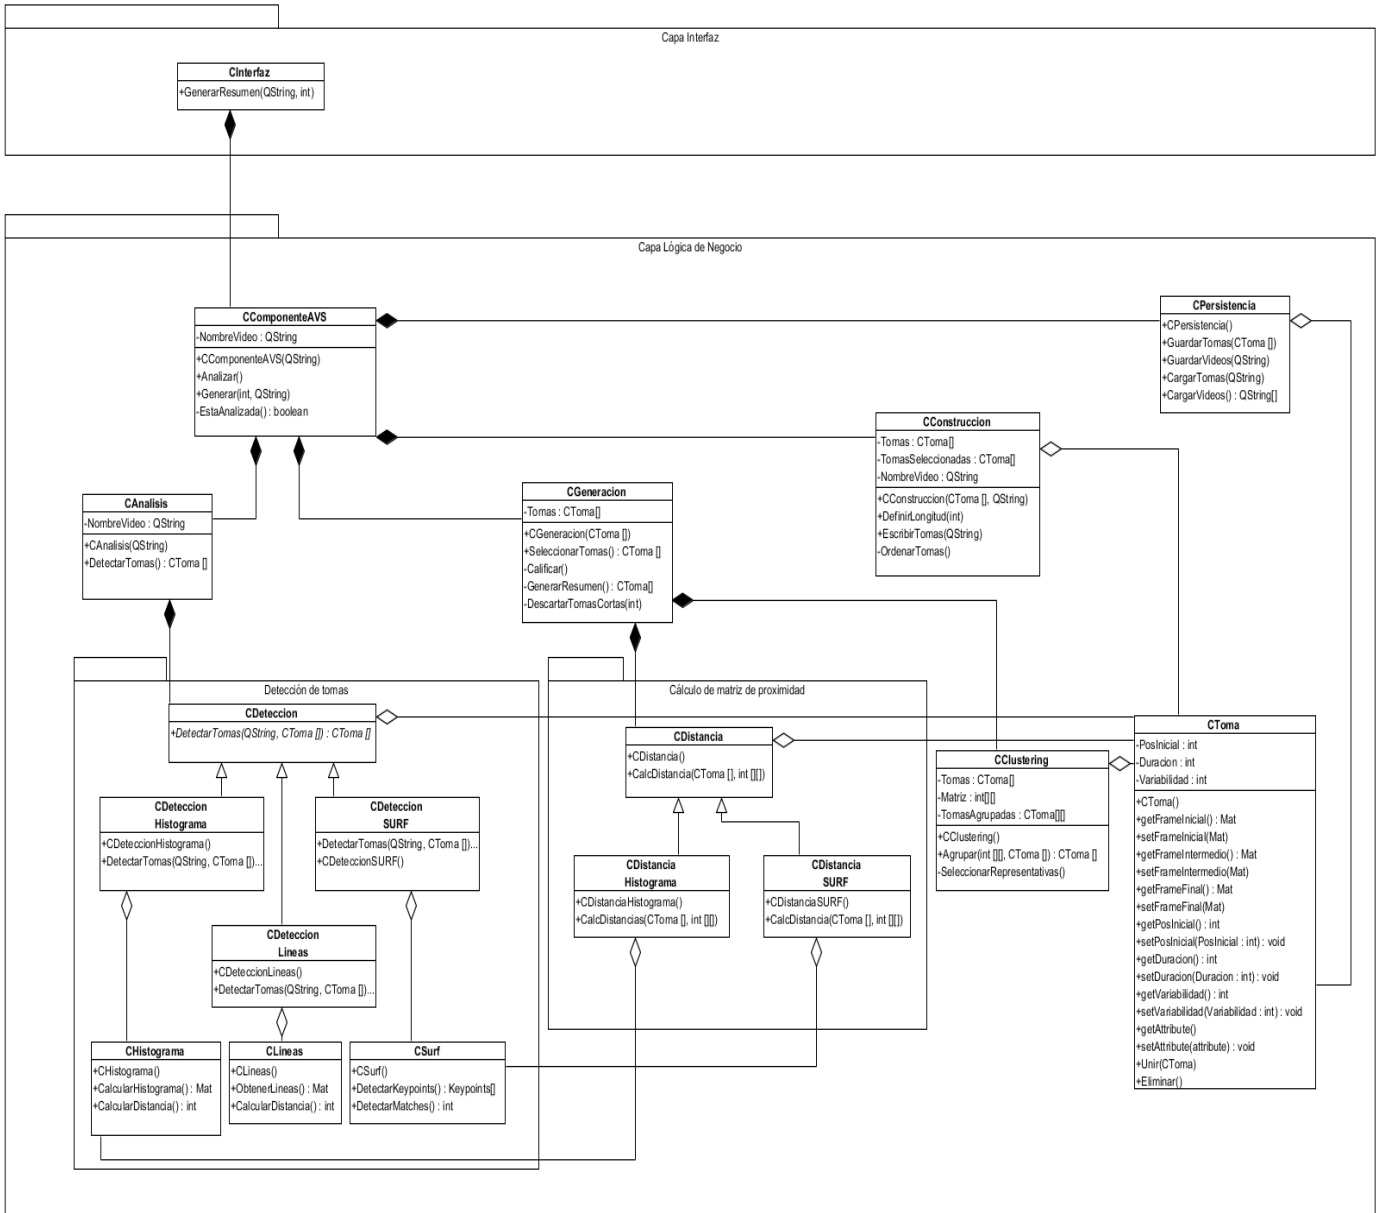 Capa Interfaz
CInterfaz
+GenerarResumen(QString, int)
Capa Lógica de Negocio
CComponenteAVS
-NombreVideo : QString
+CComponenteAVS(QString)
+Analizar()
+Generar(int, QString)
-EstaAnalizada() : boolean
CPersistencia
+CPersistencia()
+GuardarTomas(CToma [])
+GuardarVideos(QString)
+CargarTomas(QString)
+CargarVideos() : QString[]
CConstruccion
-Tomas : CToma[]
-TomasSeleccionadas : CToma[]
-NombreVideo : QString
+CConstruccion(CToma [], QString)
+DefinirLongitud(int)
+EscribirTomas(QString)
-OrdenarTomas()
CAnalisis
-NombreVideo : QString
+CAnalisis(QString)
+DetectarTomas() : CToma []
CGeneracion
-Tomas : CToma[]
+CGeneracion(CToma [])
+SeleccionarTomas() : CToma []
-Calificar()
-GenerarResumen() : CToma[]
-DescartarTomasCortas(int)
Detección de tomas
CDeteccion
+DetectarTomas(QString, CToma []) : CToma []
CDeteccion
Histograma
+CDeteccionHistograma()
+DetectarTomas(QString, CToma [])...
CDeteccion
SURF
+DetectarTomas(QString, CToma [])...
+CDeteccionSURF()
CDeteccion
Lineas
+CDeteccionLineas()
+DetectarTomas(QString, CToma [])...
CHistograma
+CHistograma()
+CalcularHistograma() : Mat
+CalcularDistancia() : int
CLineas
+CLineas()
+ObtenerLineas() : Mat
+CalcularDistancia() : int
CSurf
+CSurf()
+DetectarKeypoints() : Keypoints[]
+DetectarMatches() : int
Cálculo de matriz de proximidad
CDistancia
+CDistancia()
+CalcDistancia(CToma [], int [][])
CDistancia
Histograma
+CDistanciaHistograma()
+CalcDistancias(CToma [], int [][])
CDistancia
SURF
+CDistanciaSURF()
+CalcDistancia(CToma [], int [][])
CClustering
-Tomas : CToma[]
-Matriz : int[][]
-TomasAgrupadas : CToma[][]
+CClustering()
+Agrupar(int [][], CToma []) : CToma []
-SeleccionarRepresentativas()
CToma
-PosInicial : int
-Duracion : int
-Variabilidad : int
+CToma()
+getFrameInicial() : Mat
+setFrameInicial(Mat)
+getFrameIntermedio() : Mat
+setFrameIntermedio(Mat)
+getFrameFinal() : Mat
+setFrameFinal(Mat)
+getPosInicial() : int
+setPosInicial(PosInicial : int) : void
+getDuracion() : int
+setDuracion(Duracion : int) : void
+getVariabilidad() : int
+setVariabilidad(Variabilidad : int) : void
+getAttribute()
+setAttribute(attribute) : void
+Unir(CToma)
+Eliminar()